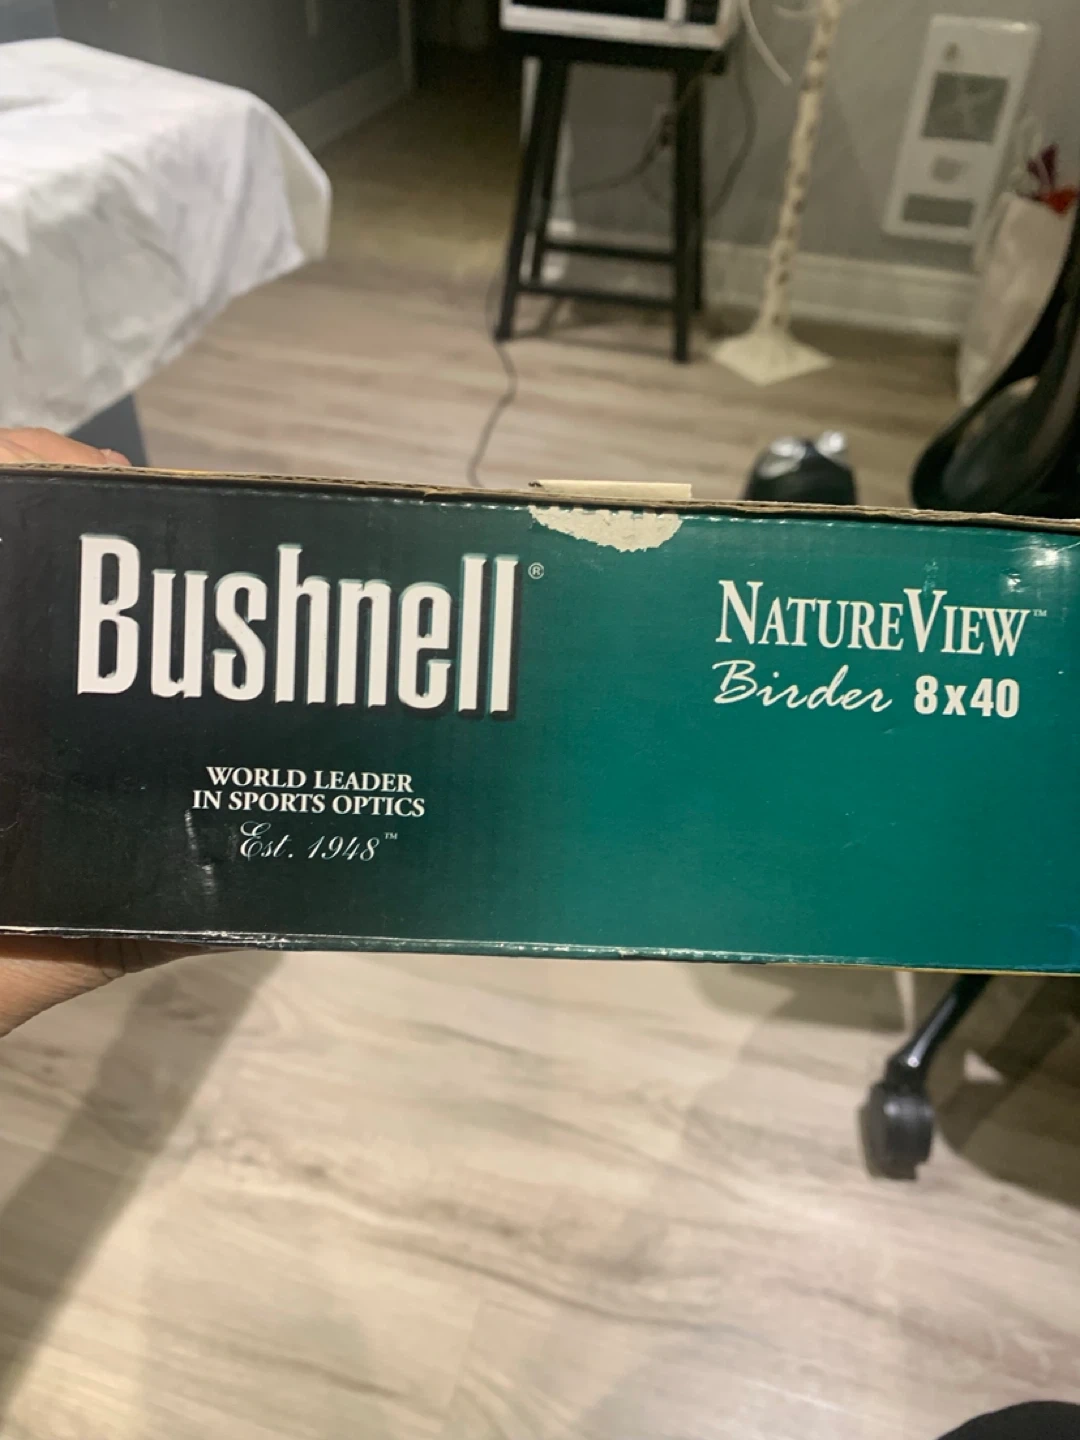 Bushnell®
NATUREVIEW™
Birder 8x40
WORLD LEADER
IN SPORTS OPTICS
Est. 1948™